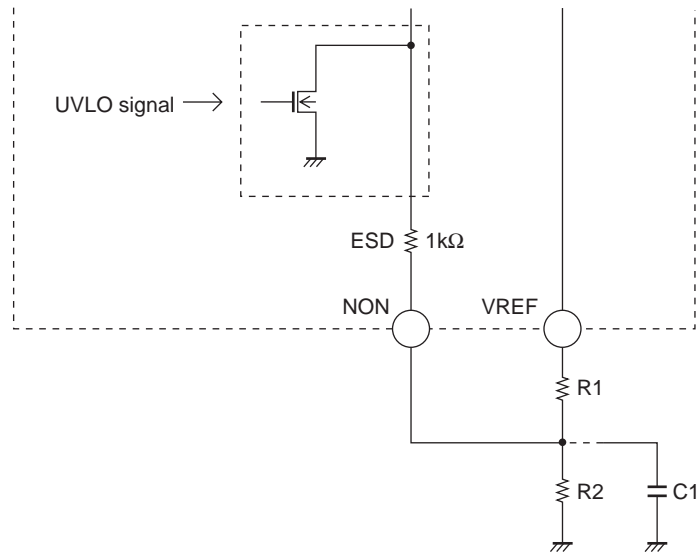 UVLO signal
ESD 1kΩ
NON VREF
R1
R2 C1